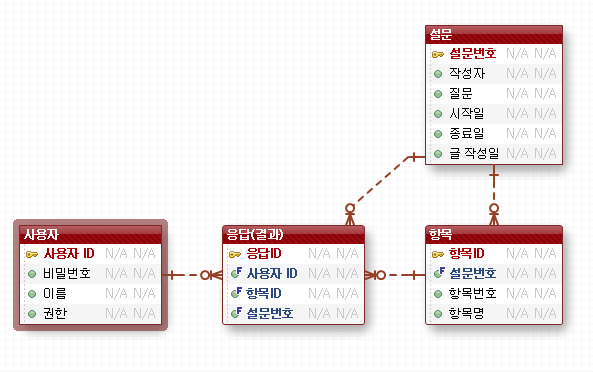 설문
설문번호 N/A N/A
작성자 N/A N/A
질문 N/A N/A
시작일 N/A N/A
종료일 N/A N/A
글 작성일 N/A N/A
사용자
사용자 ID N/A N/A
비밀번호 N/A N/A
이름 N/A N/A
권한 N/A N/A
응답(결과)
응답ID N/A N/A
F 사용자 ID N/A N/A
F 항목ID N/A N/A
F 설문번호 N/A N/A
항목
항목ID N/A N/A
F 설문번호 N/A N/A
항목번호 N/A N/A
항목명 N/A N/A